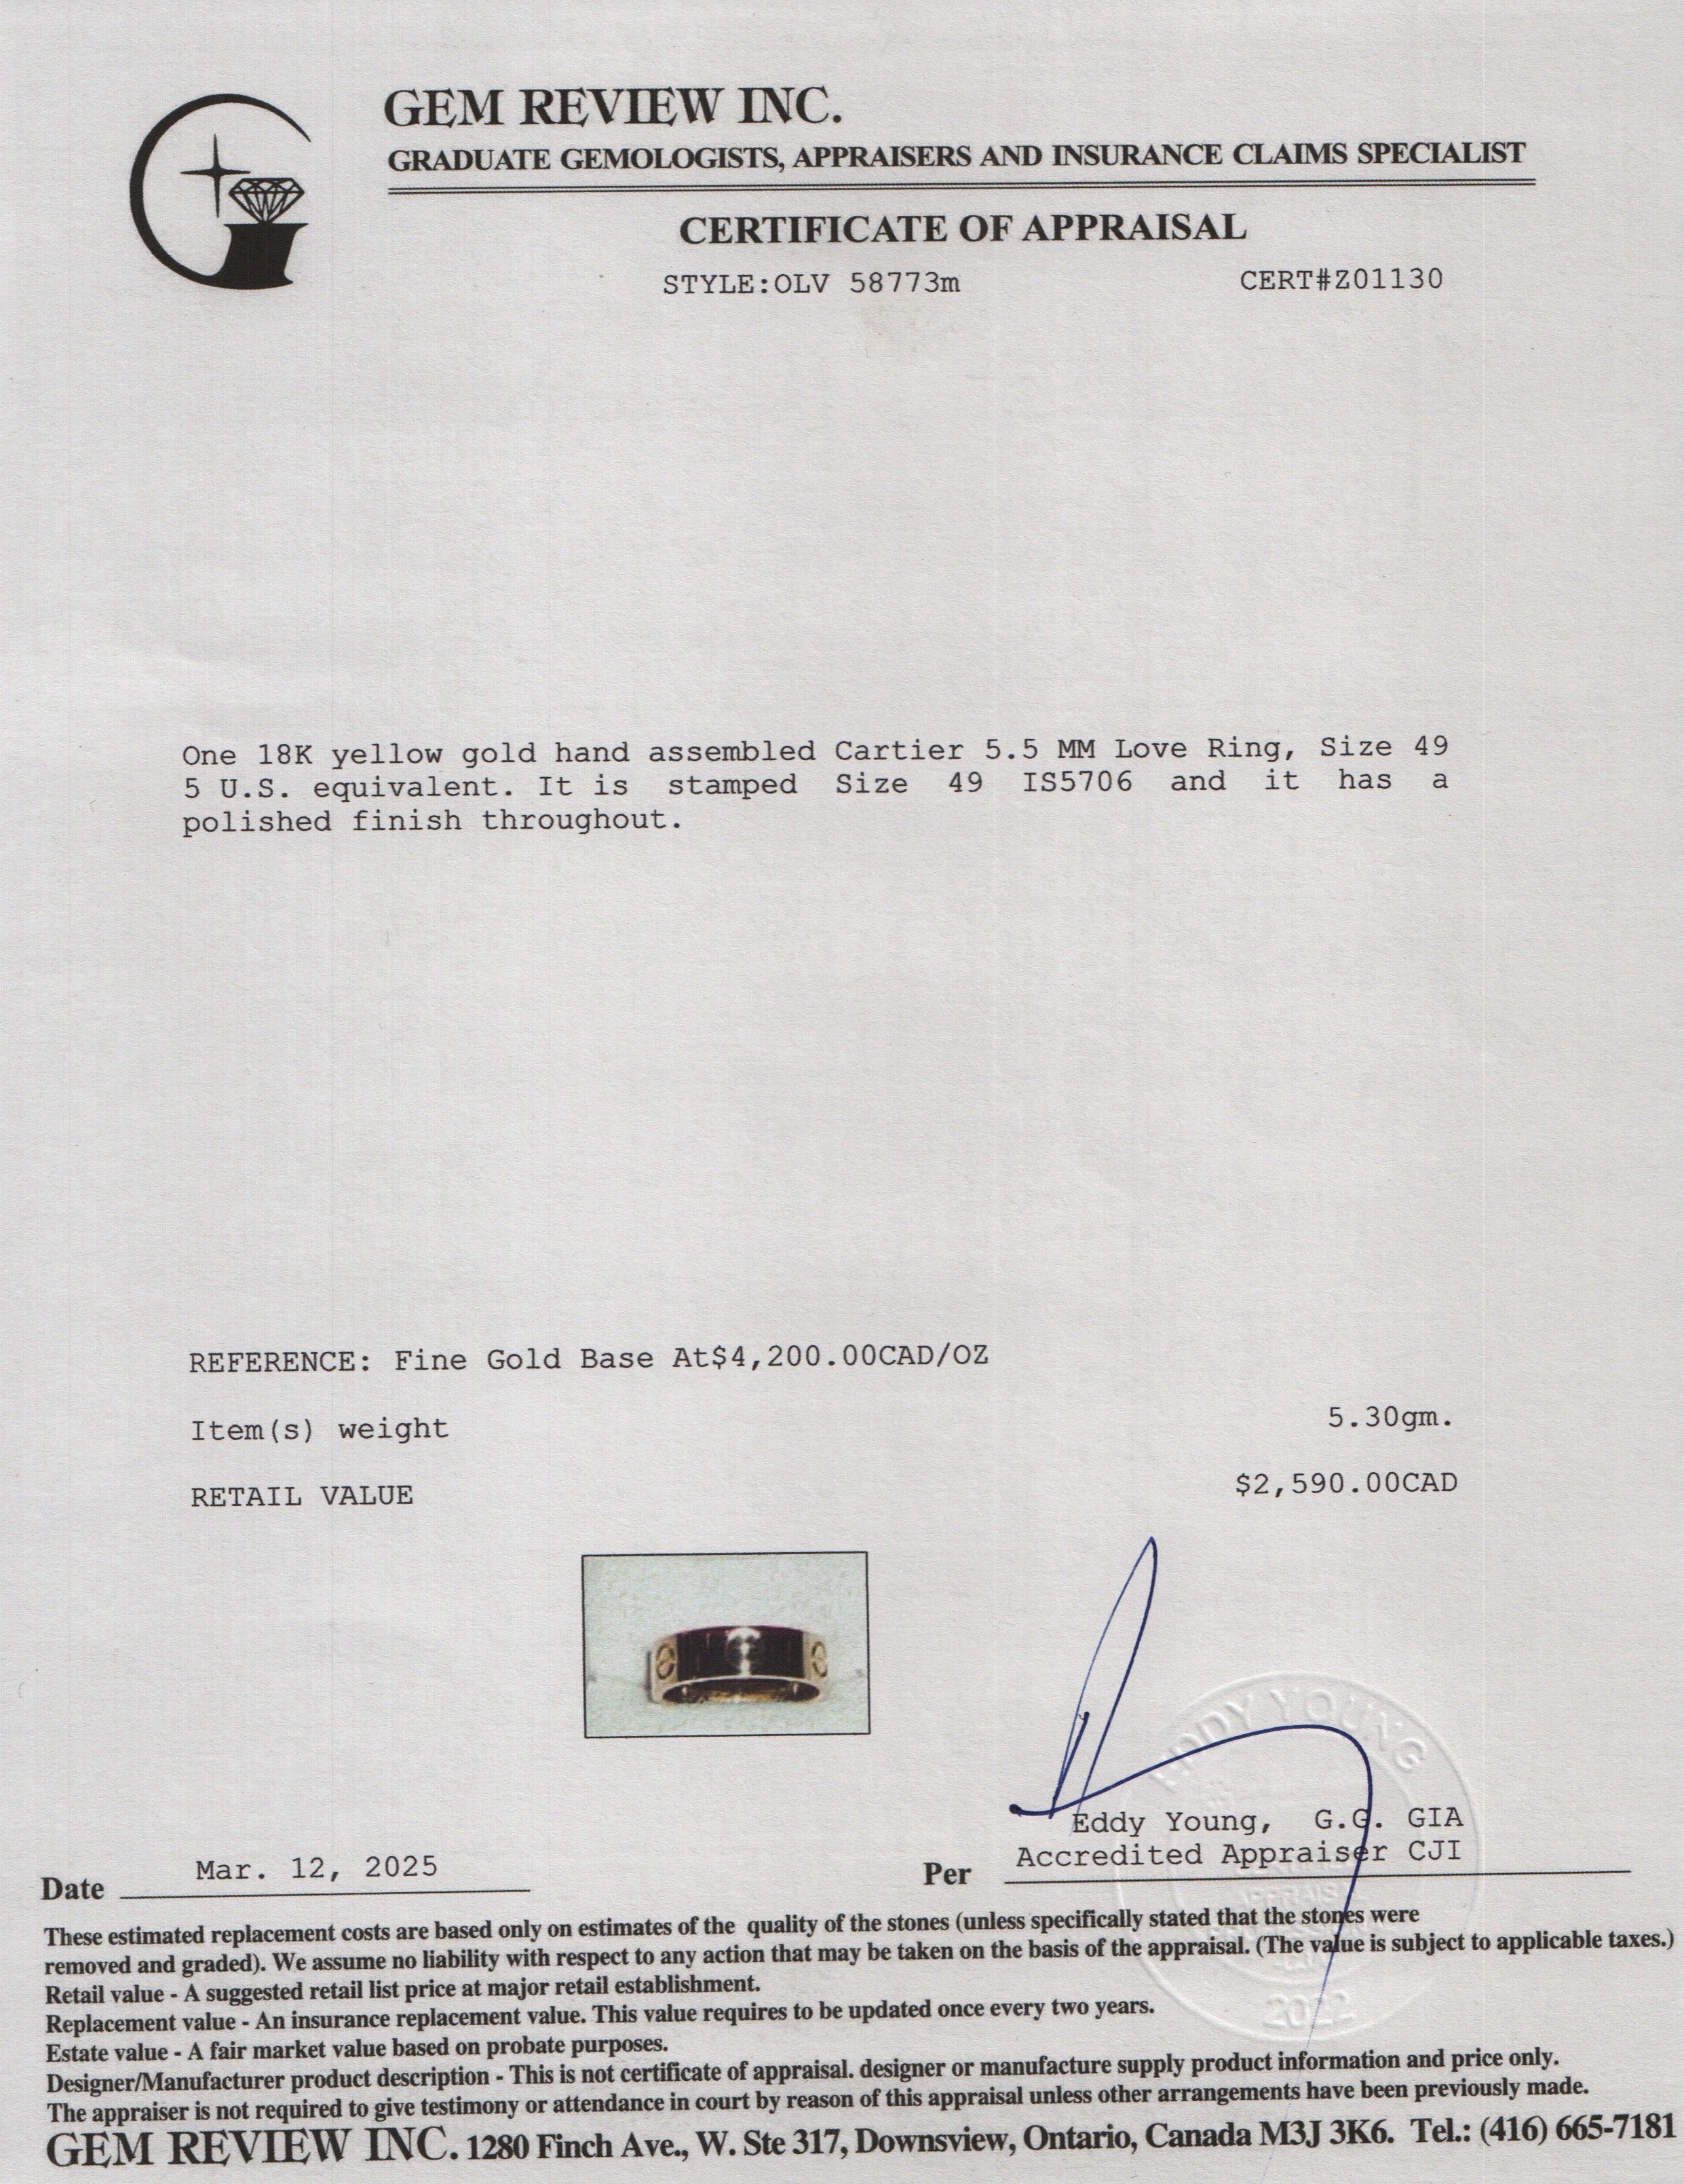 GEM REVIEW INC.
GRADUATE GEMOLOGISTS, APPRAISERS AND INSURANCE CLAIMS SPECIALIST
CERTIFICATE OF APPRAISAL
STYLE:OLV 58773m CERT#Z01130
One 18K yellow gold hand assembled Cartier 5.5 MM Love Ring, Size 49
5 U.S. equivalent. It is stamped Size 49 IS5706 and it has a
polished finish throughout.
REFERENCE: Fine Gold Base At$4,200.00CAD/OZ
Item(s) weight 5.30gm.
RETAIL VALUE $2,590.00CAD
EDDY YOUNG
Eddy Young, G.G. GIA
Accredited Appraiser CJI
Date Mar. 12, 2025 Per
These estimated replacement costs are based only on estimates of the quality of the stones (unless specifically stated that the stones were
removed and graded). We assume no liability with respect to any action that may be taken on the basis of the appraisal. (The value is subject to applicable taxes.)
Retail value - A suggested retail list price at major retail establishment.
Replacement value - An insurance replacement value. This value requires to be updated once every two years.
2022
Estate value - A fair market value based on probate purposes.
Designer/Manufacturer product description - This is not certificate of appraisal. designer or manufacture supply product information and price only.
The appraiser is not required to give testimony or attendance in court by reason of this appraisal unless other arrangements have been previously made.
GEM REVIEW INC. 1280 Finch Ave., W. Ste 317, Downsview, Ontario, Canada M3J 3K6. Tel.: (416) 665-7181